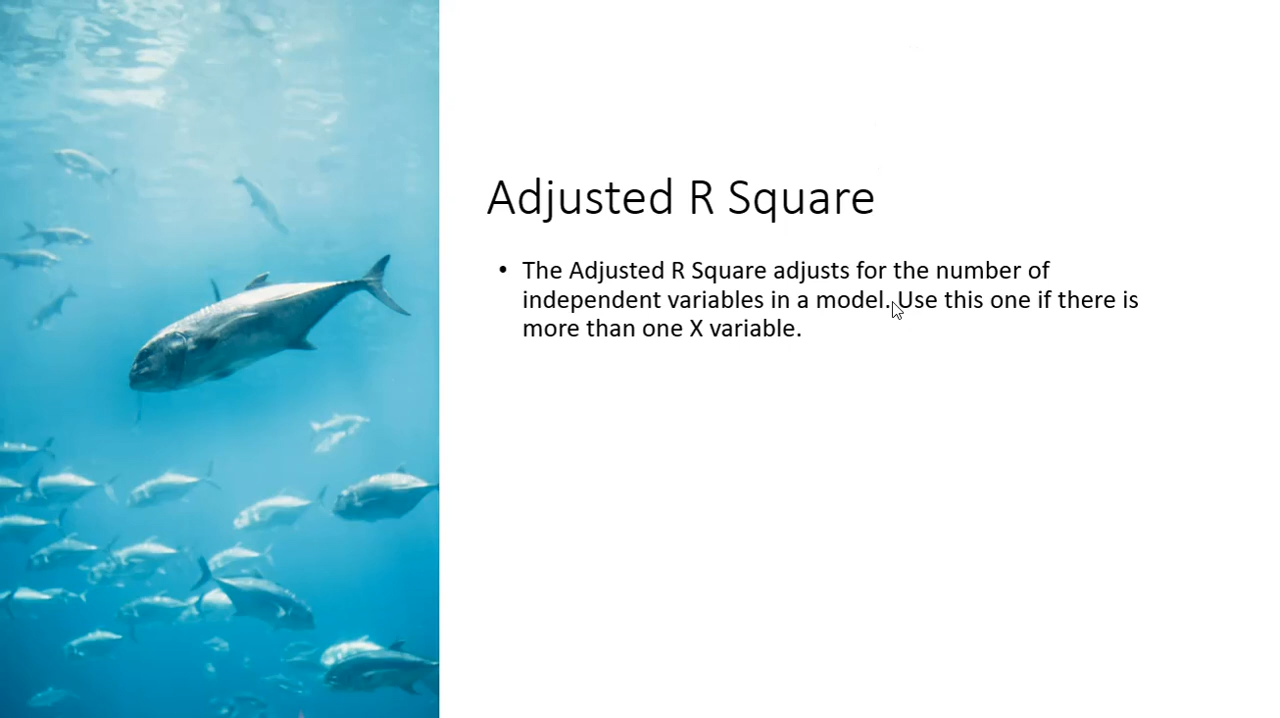 Adjusted R Square
• The Adjusted R Square adjusts for the number of
independent variables in a model. Use this one if there is
more than one X variable.